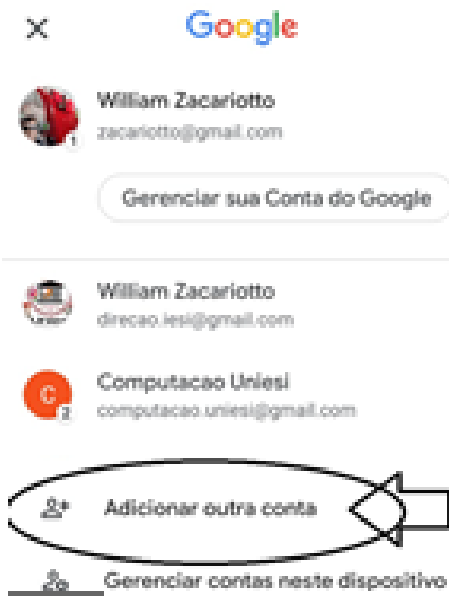 Google
William Zacariotto
zacariotto@gmail.com
Gerenciar sua Conta do Google
William Zacariotto
direcao.iesi@gmail.com
C
Computacao Uniesi
2
computacao.uniesi@gmail.com
Adicionar outra conta
Gerenciar contas neste dispositivo